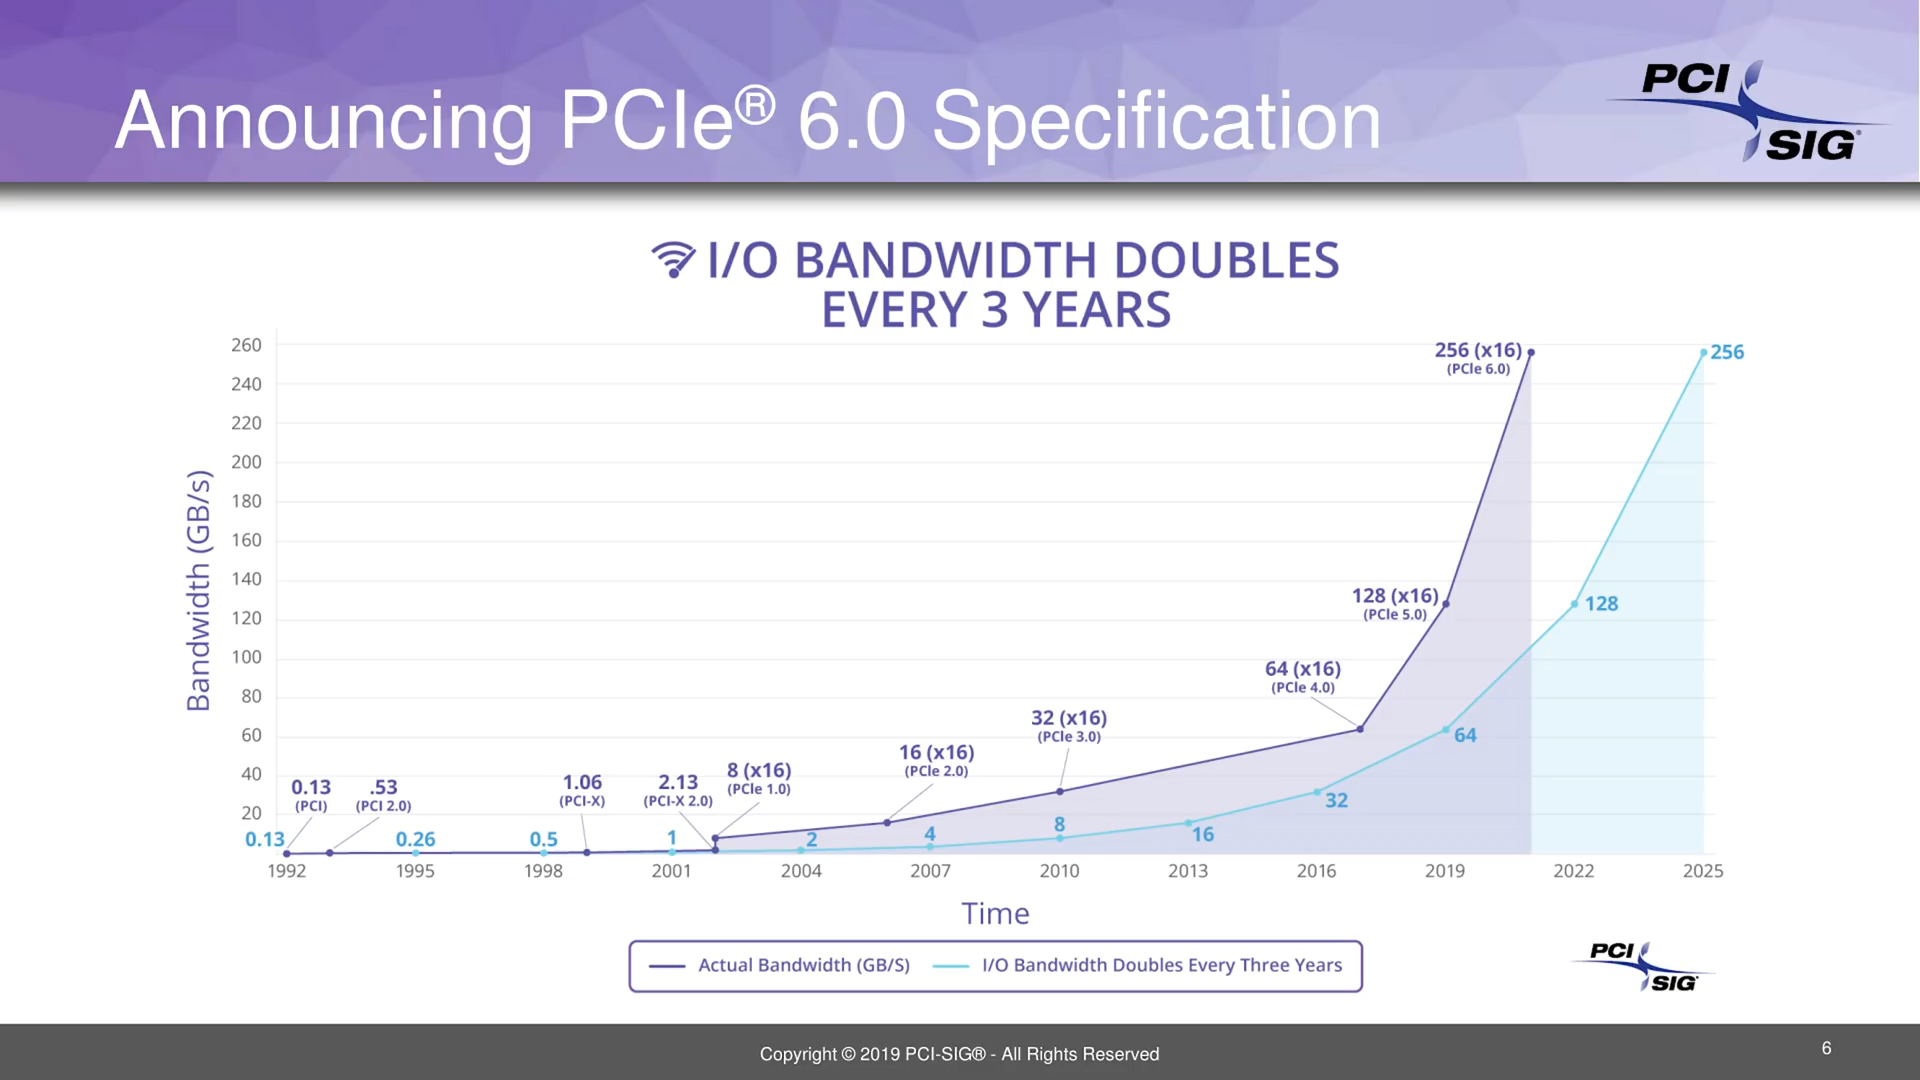 Announcing PCIe® 6.0 Specification
PCI
SIG®
I/O BANDWIDTH DOUBLES
EVERY 3 YEARS
Bandwidth (GB/s)
260
240
220
200
180
160
140
120
100
80
60
40
20
0.13
(PCI)
.53
(PCI 2.0)
1.06
(PCI-X)
2.13
(PCI-X 2.0)
8 (x16)
(PCIe 1.0)
16 (x16)
(PCIe 2.0)
32 (x16)
(PCIe 3.0)
64 (x16)
(PCIe 4.0)
128 (x16)
(PCIe 5.0)
256 (x16)
(PCIe 6.0)
0.13
0.26
0.5
1
2
4
8
16
32
64
128
256
1992 1995 1998 2001 2004 2007 2010 2013 2016 2019 2022 2025
Time
Actual Bandwidth (GB/S) I/O Bandwidth Doubles Every Three Years
PCI
SIG®
Copyright © 2019 PCI-SIG® - All Rights Reserved
6